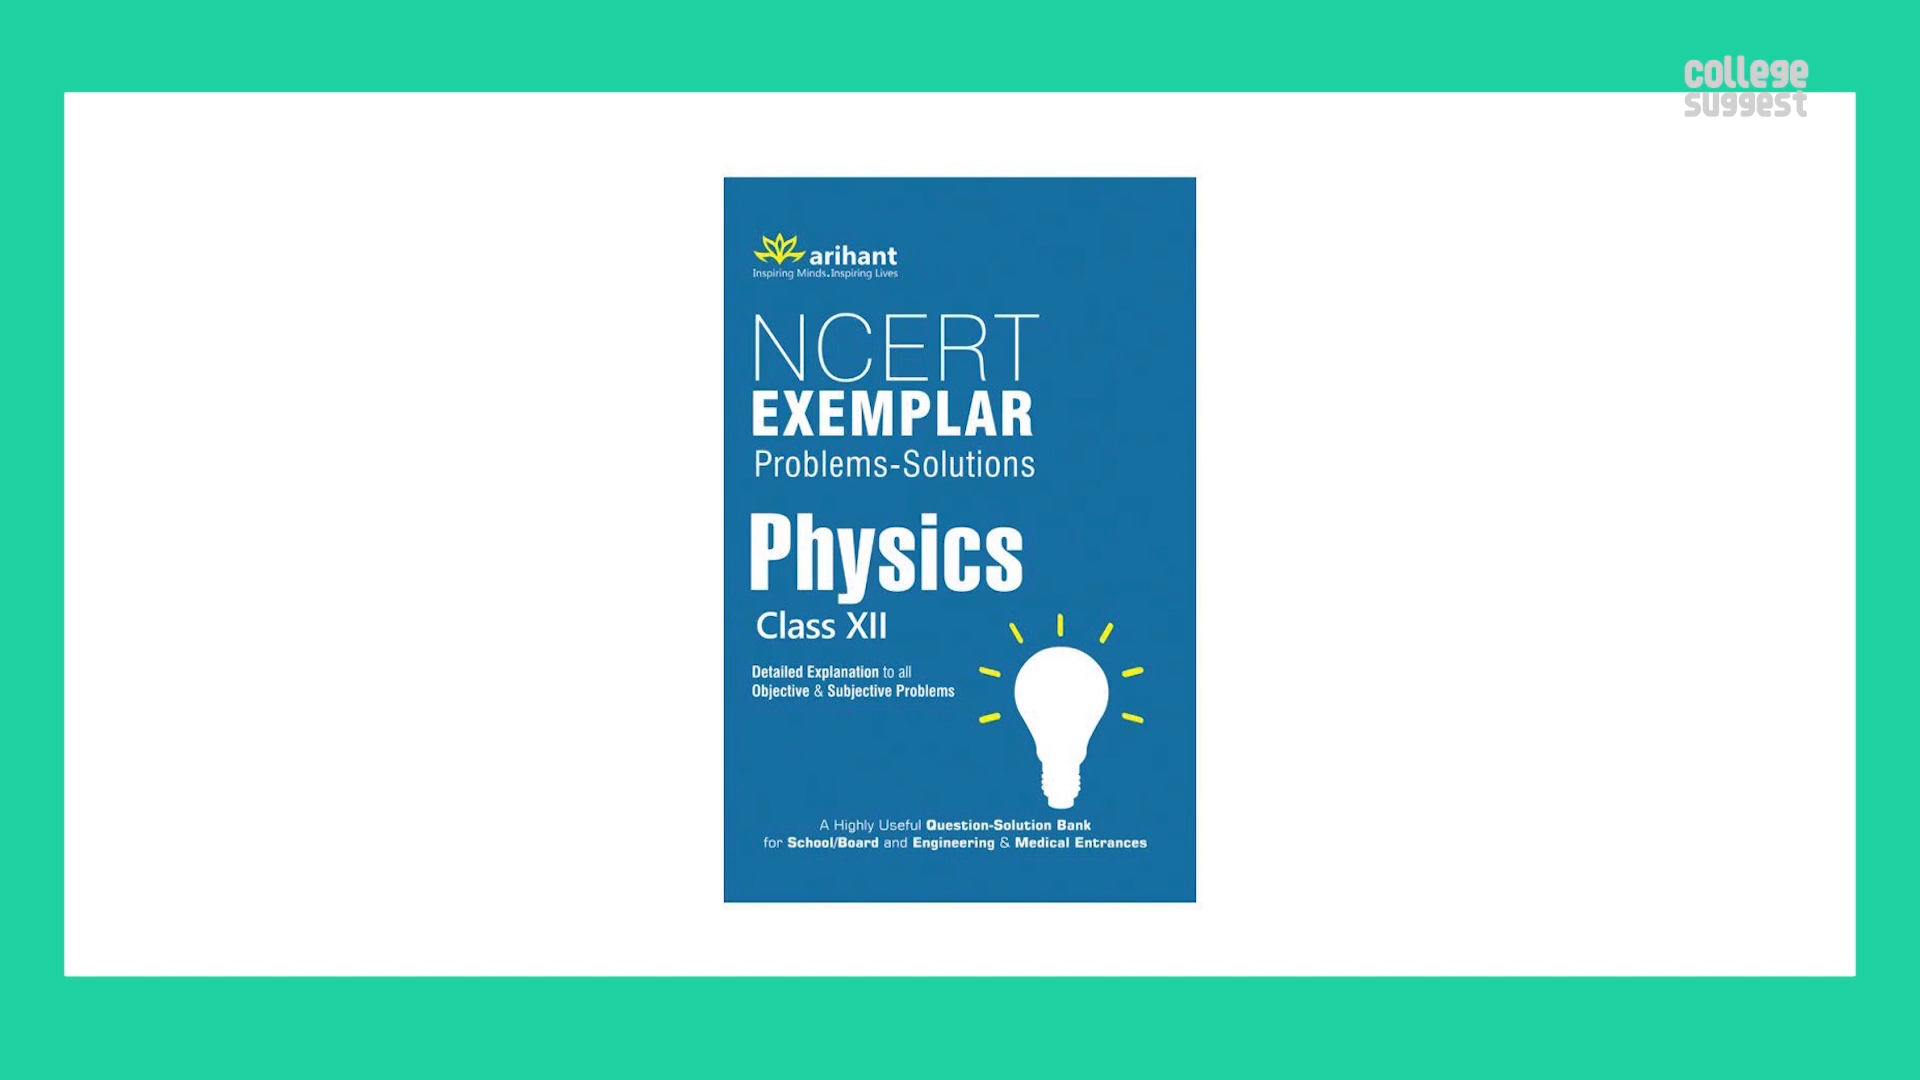 college
suggest
arihant
Inspiring Minds.Inspiring Lives
NCERT
EXEMPLAR
Problems-Solutions
Physics
Class XII
Detailed Explanation to all
Objective & Subjective Problems
A Highly Useful Question-Solution Bank
for School/Board and Engineering & Medical Entrances